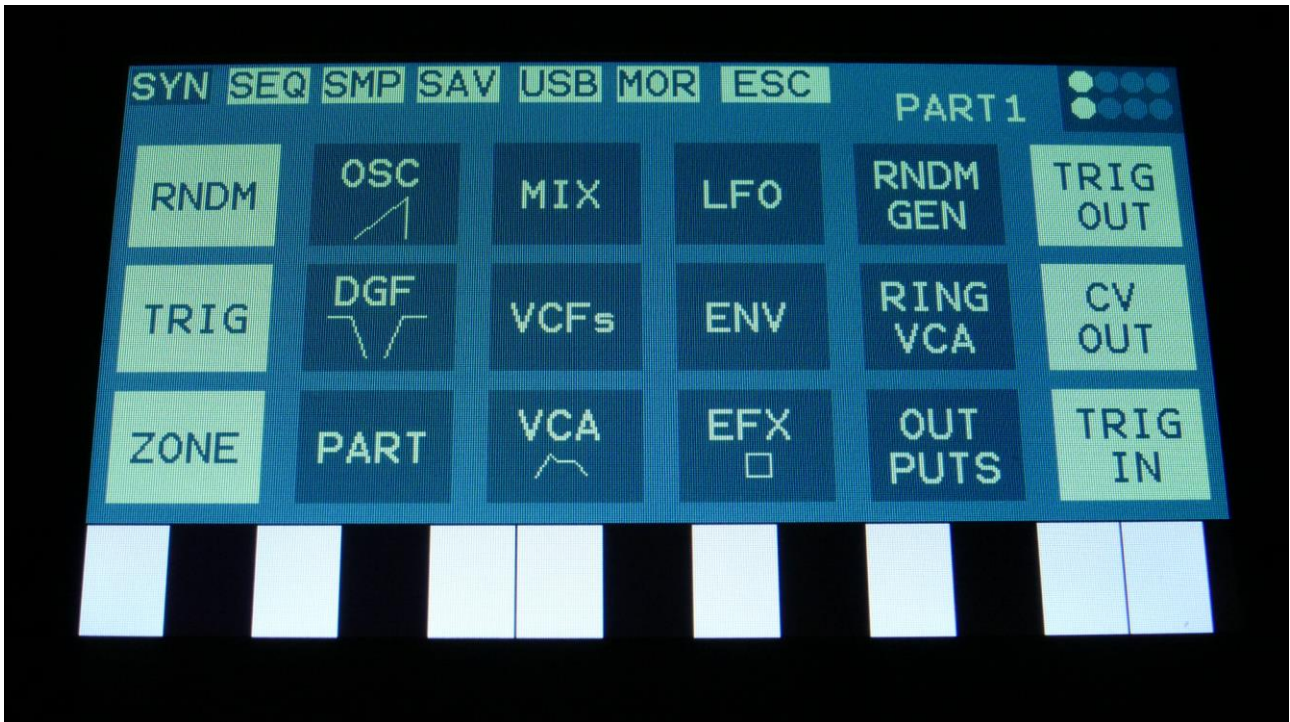 SYN SEQ SMP SAV USB MOR ESC
PART1
RNDM
OSC
MIX
LFO
RNDM
GEN
TRIG
OUT
TRIG
DGF
VCFs
ENV
RING
VCA
CV
OUT
ZONE
PART
VCA
EFX
OUT
PUTS
TRIG
IN